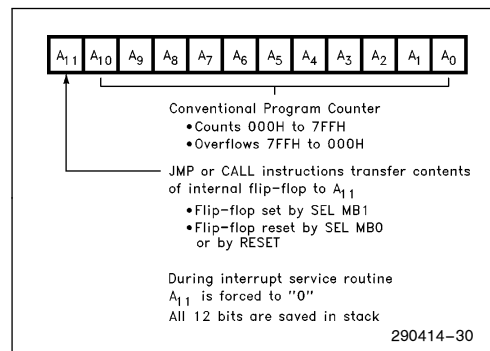 A11 A10 A9 A8 A7 A6 A5 A4 A3 A2 A1 A0
Conventional Program Counter
•Counts 000H to 7FFH
•Overflows 7FFH to 000H
JMP or CALL instructions transfer contents
of internal flip-flop to A11
•Flip-flop set by SEL MB1
•Flip-flop reset by SEL MB0
or by RESET
During interrupt service routine
A11 is forced to "0"
All 12 bits are saved in stack
290414-30